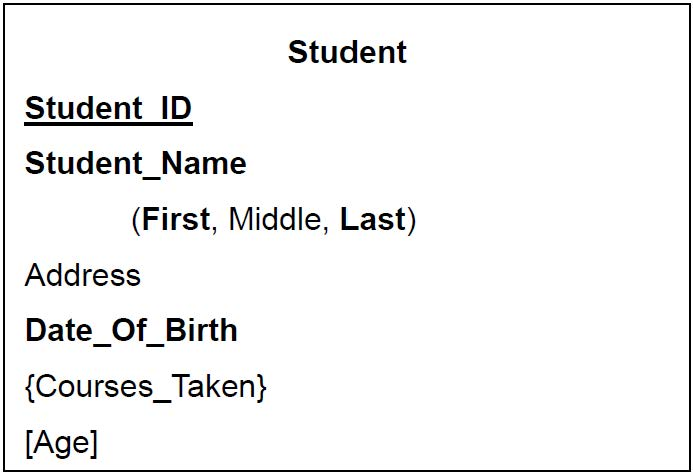 Student
Student_ID
Student_Name
(First, Middle, Last)
Address
Date_Of_Birth
{Courses_Taken}
[Age]